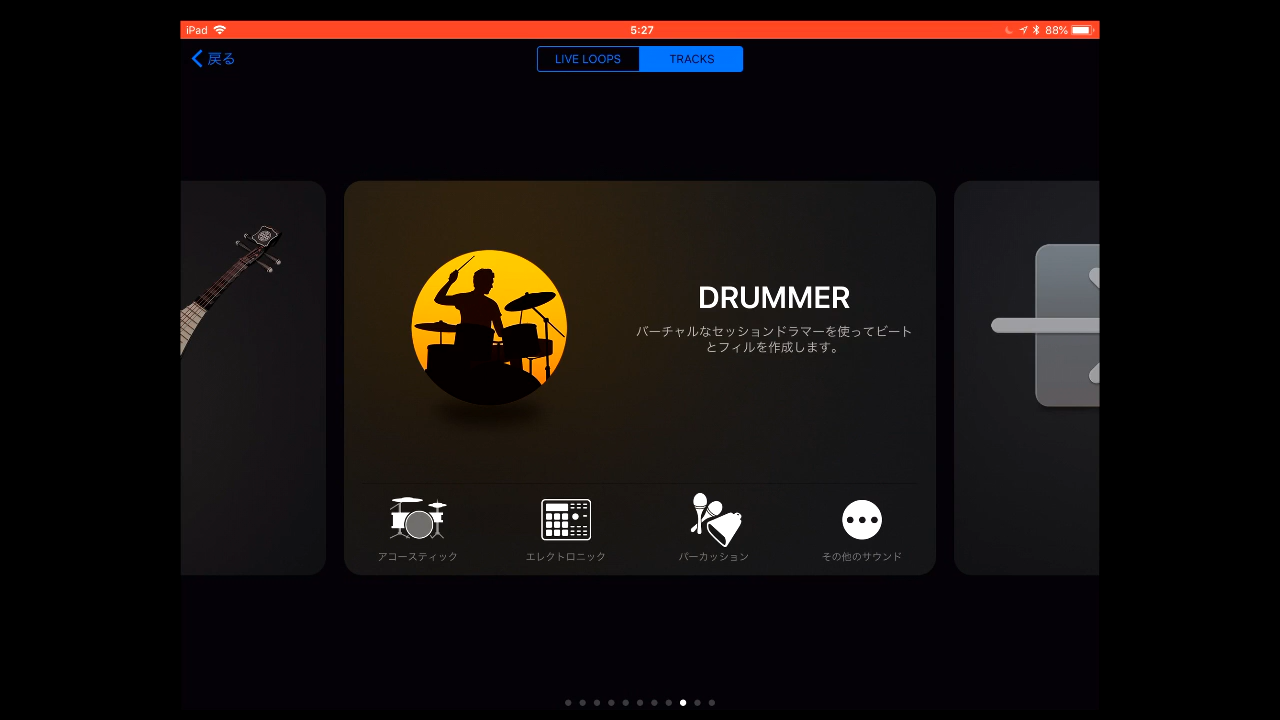 iPad 5:27 88%
戻る LIVE LOOPS TRACKS
DRUMMER
バーチャルなセッションドラマーを使ってビート
とフィルを作成します。
アコースティック エレクトロニック パーカッション その他のサウンド